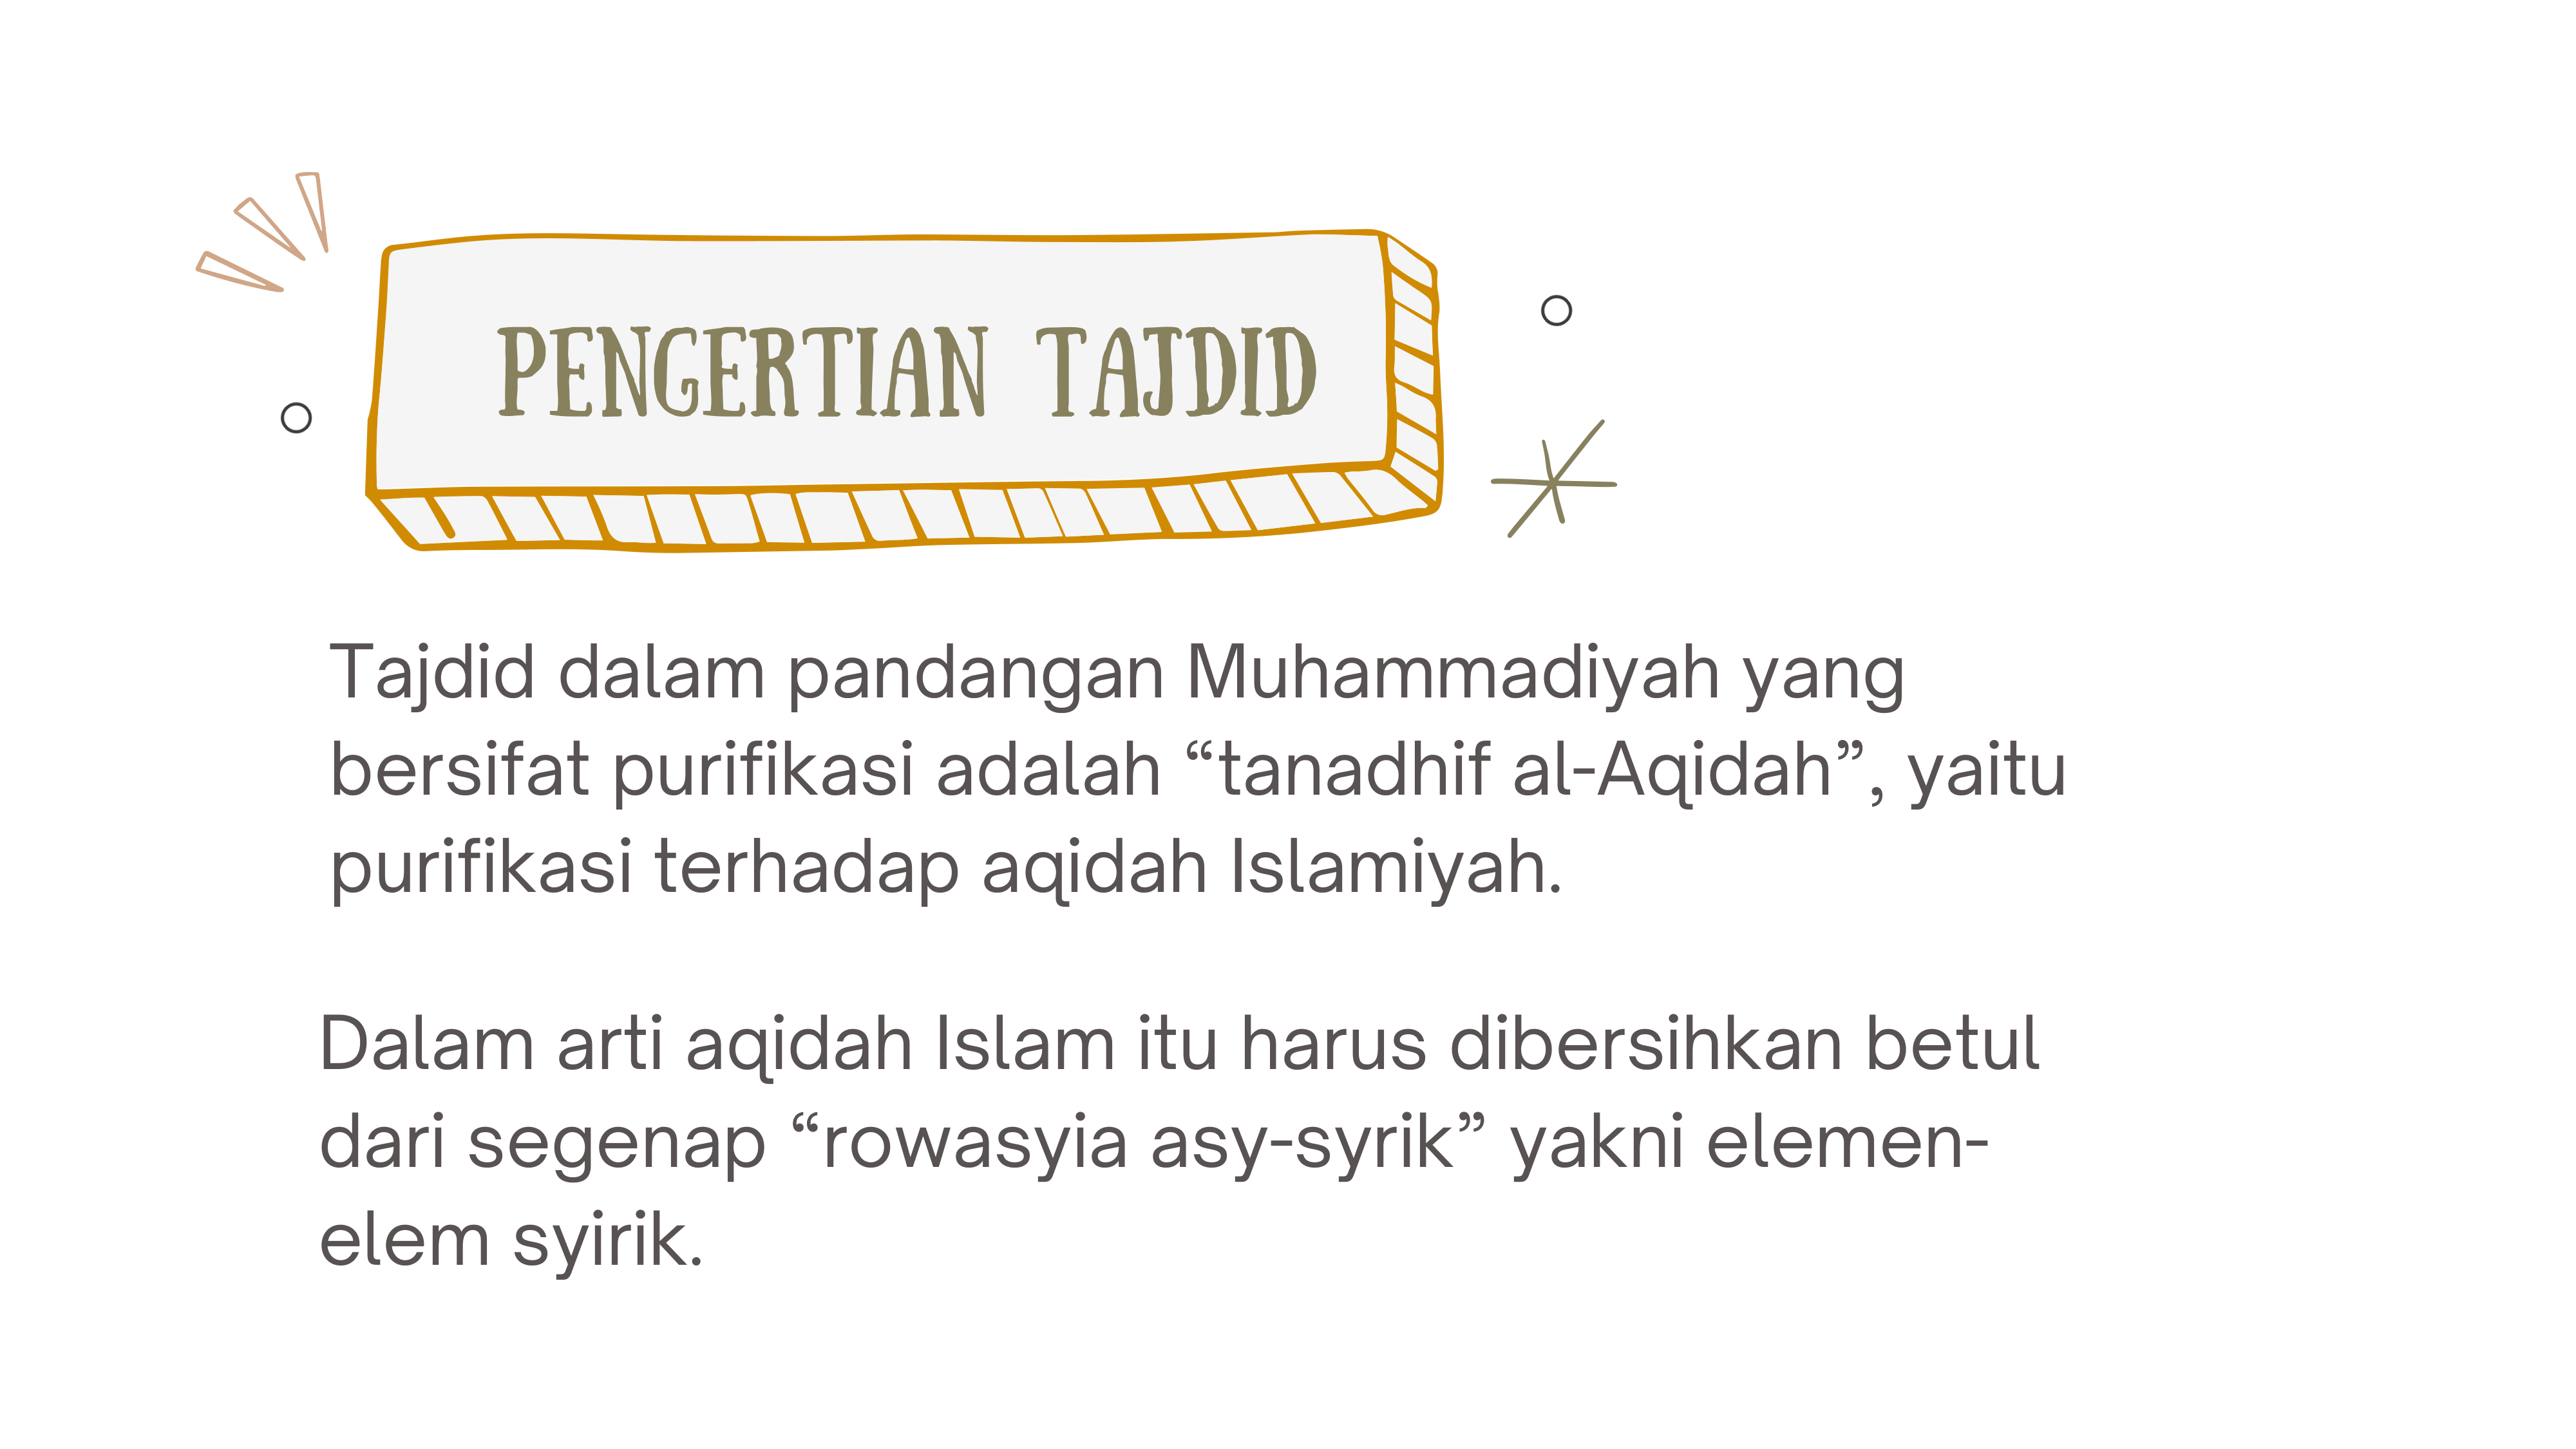 PENGERTIAN TAJDID
Tajdid dalam pandangan Muhammadiyah yang
bersifat purifikasi adalah “tanadhif al-Aqidah”, yaitu
purifikasi terhadap aqidah Islamiyah.
Dalam arti aqidah Islam itu harus dibersihkan betul
dari segenap “rowasyia asy-syrik” yakni elemen-
elem syirik.